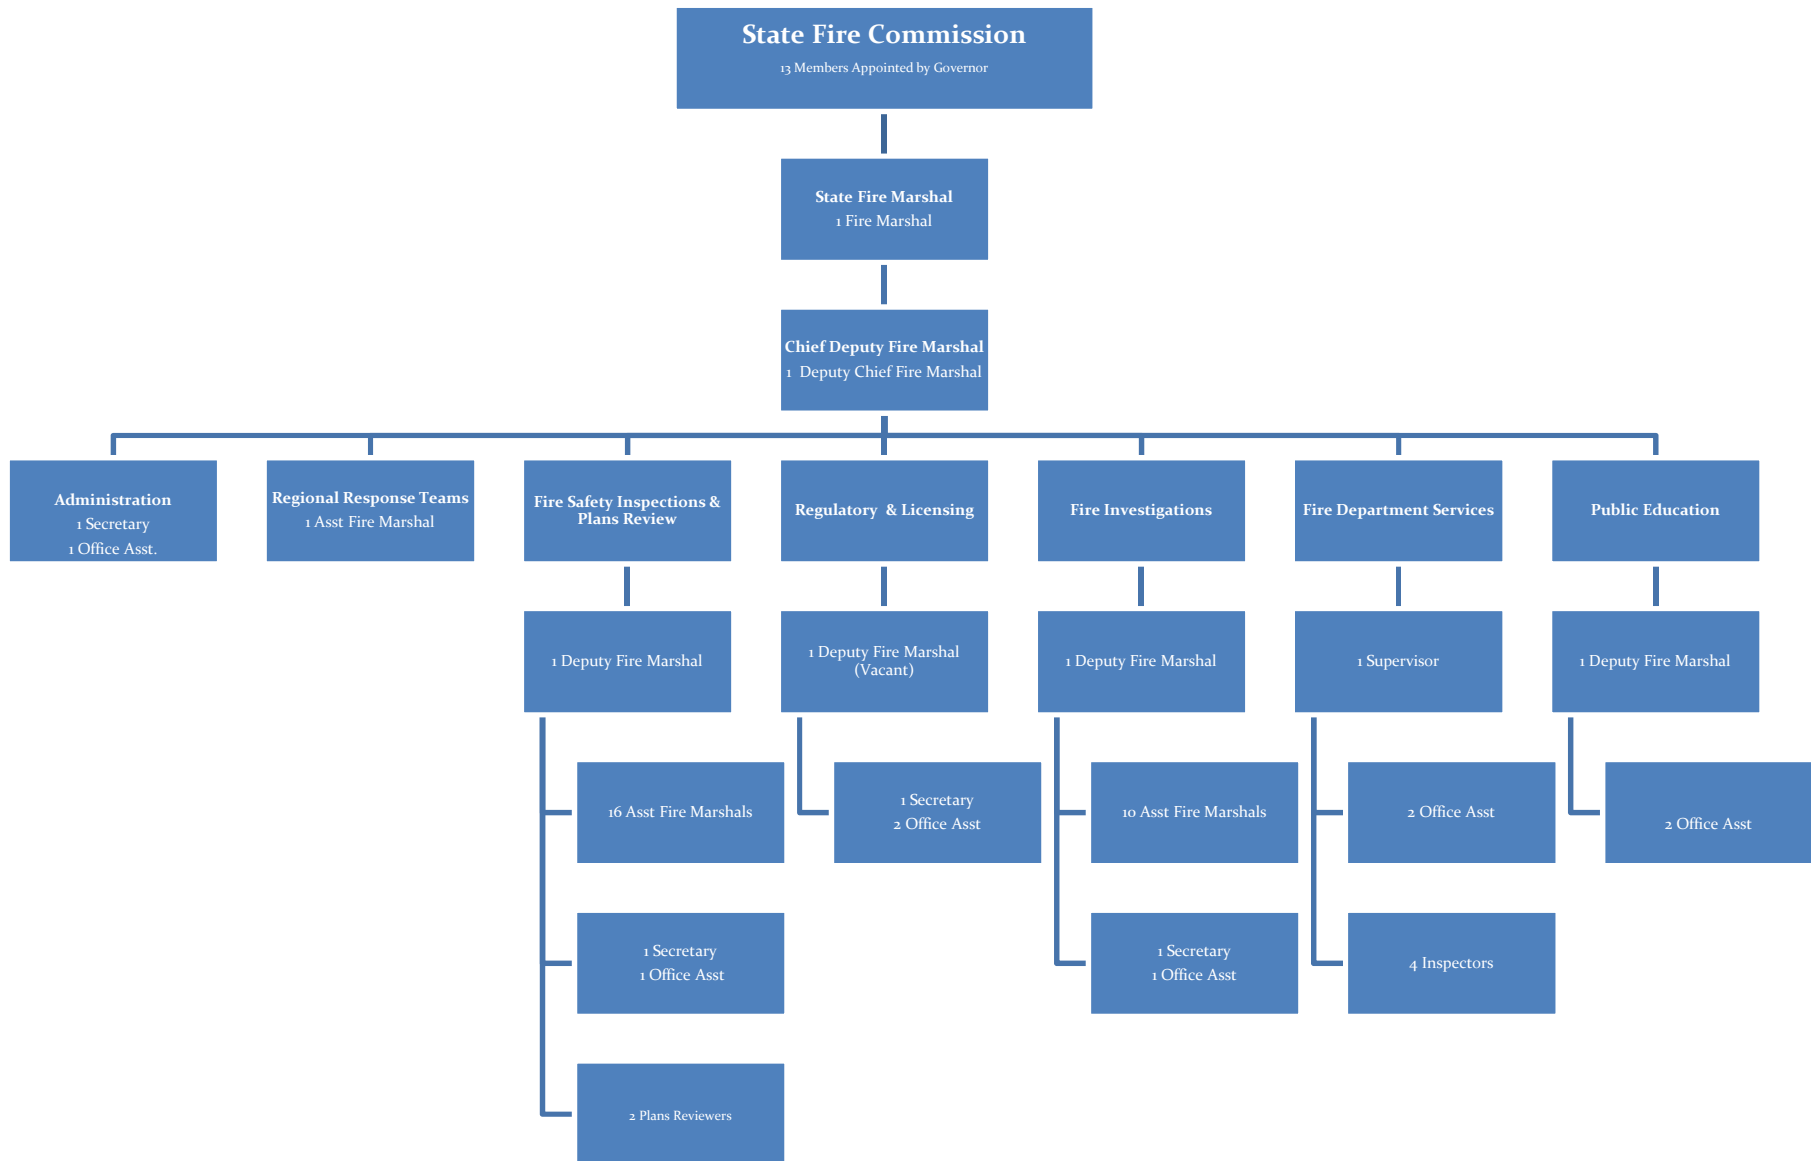 State Fire Commission
13 Members Appointed by Governor
State Fire Marshal
1 Fire Marshal
Chief Deputy Fire Marshal
1 Deputy Chief Fire Marshal
Administration
1 Secretary
1 Office Asst.
Regional Response Teams
1 Asst Fire Marshal
Fire Safety Inspections &
Plans Review
Regulatory & Licensing
Fire Investigations
Fire Department Services
Public Education
1 Deputy Fire Marshal
1 Deputy Fire Marshal
(Vacant)
1 Deputy Fire Marshal
1 Supervisor
1 Deputy Fire Marshal
16 Asst Fire Marshals
1 Secretary
2 Office Asst
10 Asst Fire Marshals
2 Office Asst
2 Office Asst
1 Secretary
1 Office Asst
1 Secretary
1 Office Asst
4 Inspectors
2 Plans Reviewers